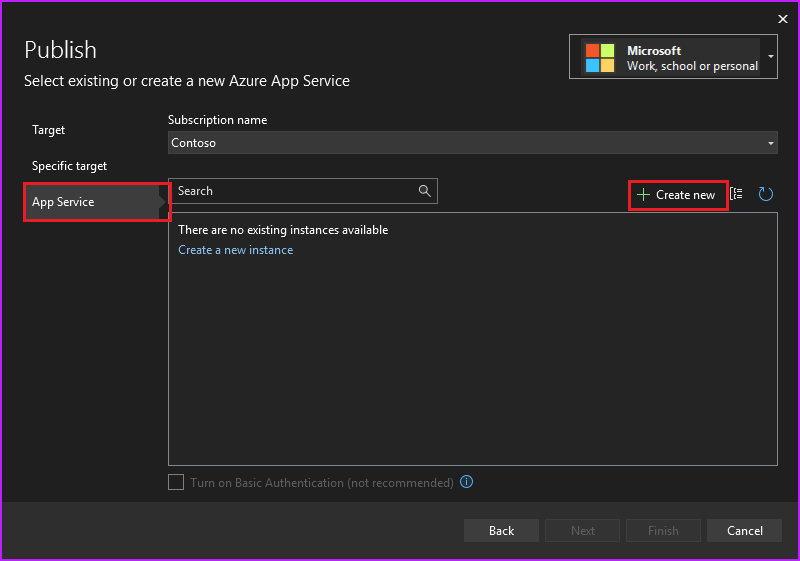 Publish
Select existing or create a new Azure App Service
Microsoft
Work, school or personal
Target
Specific target
App Service
Subscription name
Contoso
Search
Create new
There are no existing instances available
Create a new instance
Turn on Basic Authentication (not recommended)
Back
Next
Finish
Cancel